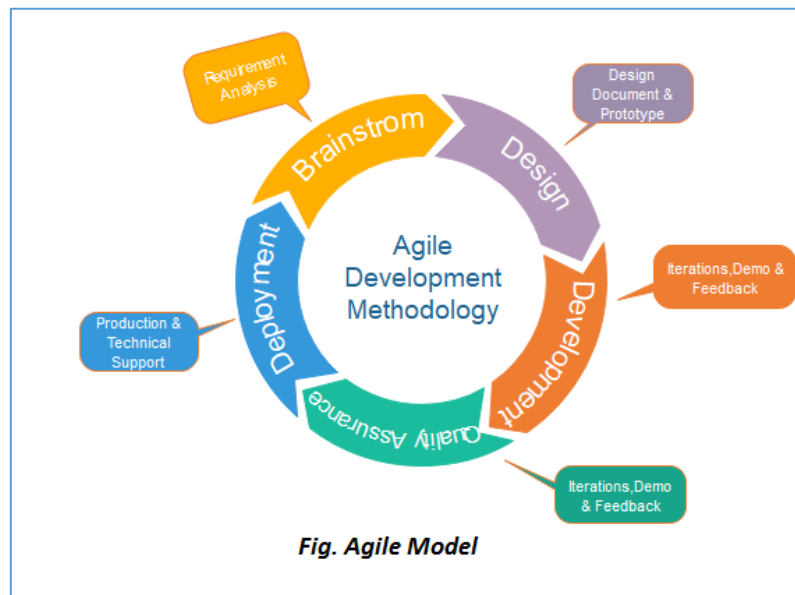 Requirement
Analysis
Brainstrom
Design
Document &
Prototype
Design
Agile
Development
Methodology
Iterations,Demo &
Feedback
Development
Deployment
Production &
Technical
Support
Quality Assurance
Iterations,Demo
& Feedback
Fig. Agile Model